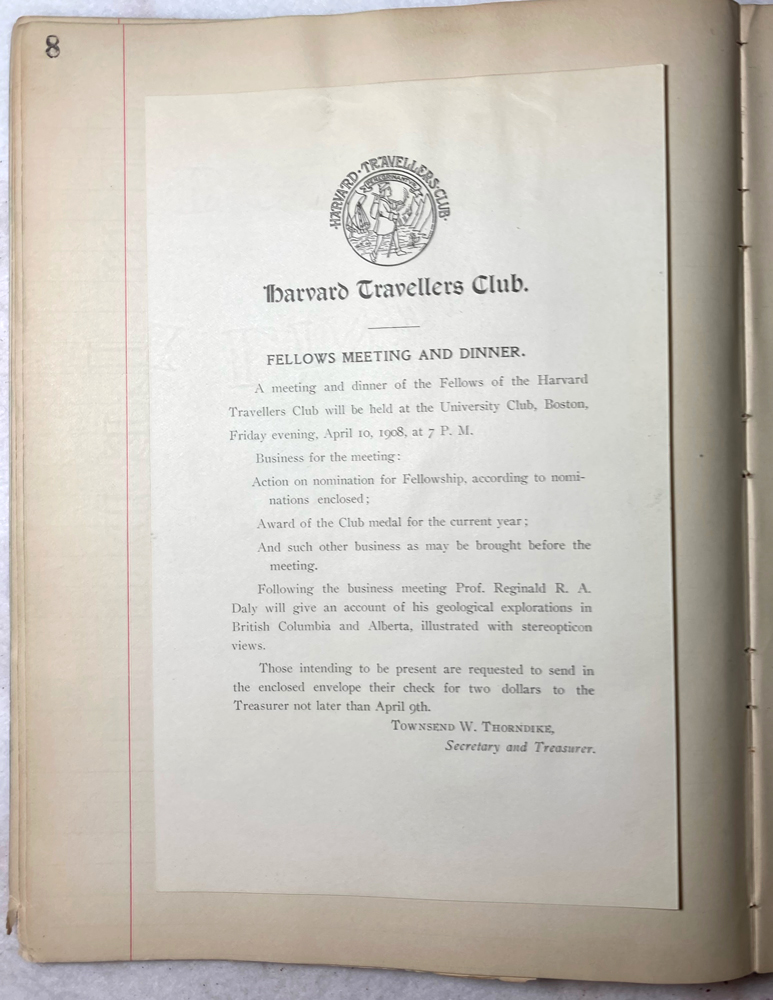 8
HARVARD · TRAVELLERS · CLUB
Harvard Travellers Club.
FELLOWS MEETING AND DINNER.
A meeting and dinner of the Fellows of the Harvard
Travellers Club will be held at the University Club, Boston,
Friday evening, April 10, 1908, at 7 P. M.
Business for the meeting:
Action on nomination for Fellowship, according to nomi-
nations enclosed;
Award of the Club medal for the current year;
And such other business as may be brought before the
meeting.
Following the business meeting Prof. Reginald R. A.
Daly will give an account of his geological explorations in
British Columbia and Alberta, illustrated with stereopticon
views.
Those intending to be present are requested to send in
the enclosed envelope their check for two dollars to the
Treasurer not later than April 9th.
TOWNSEND W. THORNDIKE,
Secretary and Treasurer.